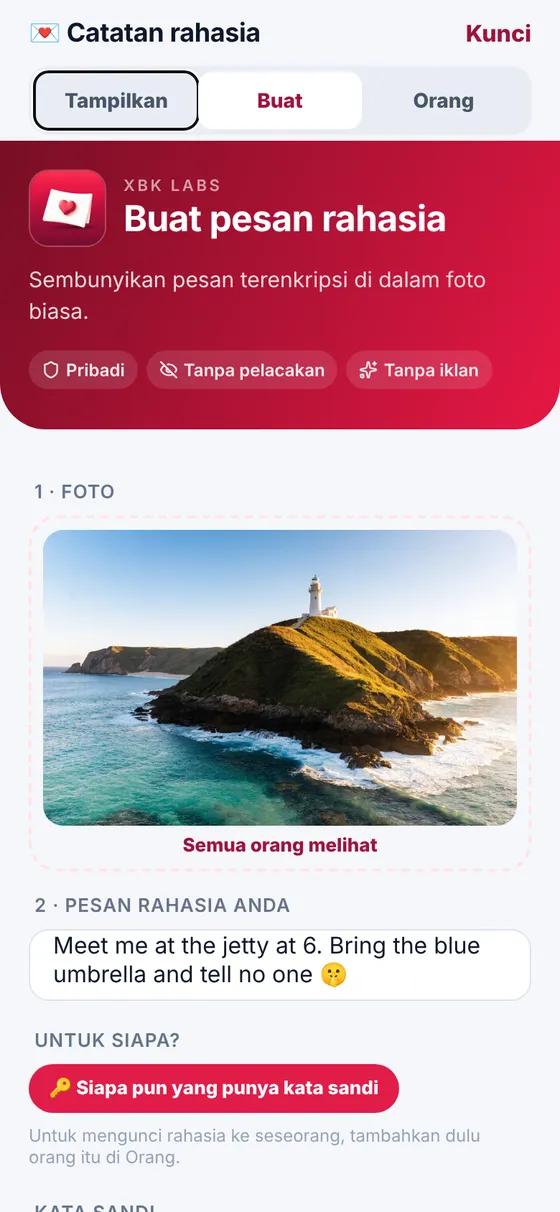 💌 Catatan rahasia
Kunci
Tampilkan
Buat
Orang
XBK LABS
Buat pesan rahasia
Sembunyikan pesan terenkripsi di dalam foto
biasa.
Pribadi
Tanpa pelacakan
Tanpa iklan
1 · FOTO
Semua orang melihat
2 · PESAN RAHASIA ANDA
Meet me at the jetty at 6. Bring the blue
umbrella and tell no one 🤫
UNTUK SIAPA?
🔑 Siapa pun yang punya kata sandi
Untuk mengunci rahasia ke seseorang, tambahkan dulu
orang itu di Orang.
KATA SANDI